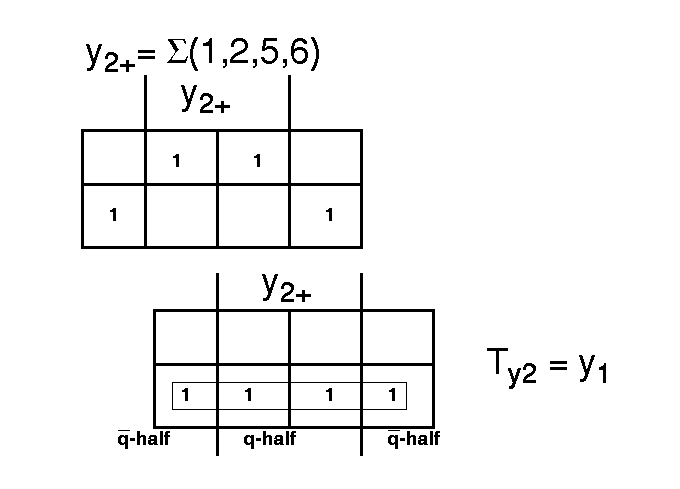 y2+= Σ(1,2,5,6)
y2+
1 1
1 1
y2+
Ty2 = y1
1 1 1 1
q̅-half q-half q̅-half